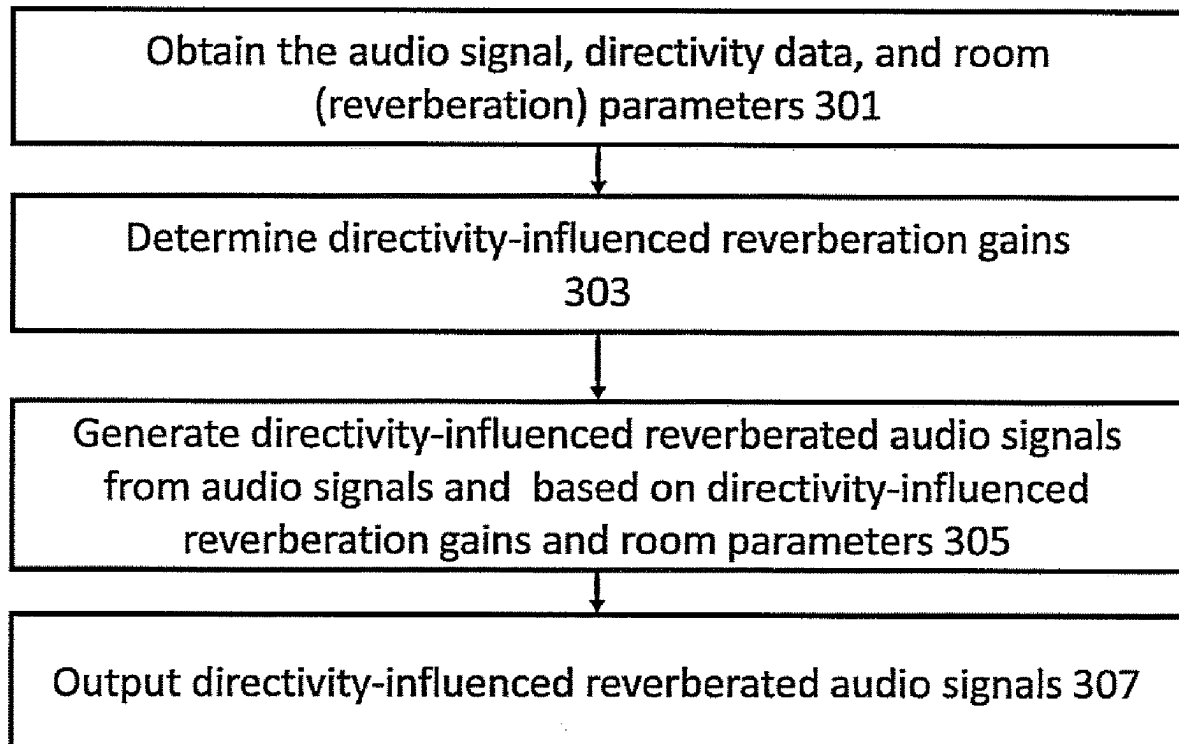 Obtain the audio signal, directivity data, and room
(reverberation) parameters 301
Determine directivity-influenced reverberation gains
303
Generate directivity-influenced reverberated audio signals
from audio signals and based on directivity-influenced
reverberation gains and room parameters 305
Output directivity-influenced reverberated audio signals 307